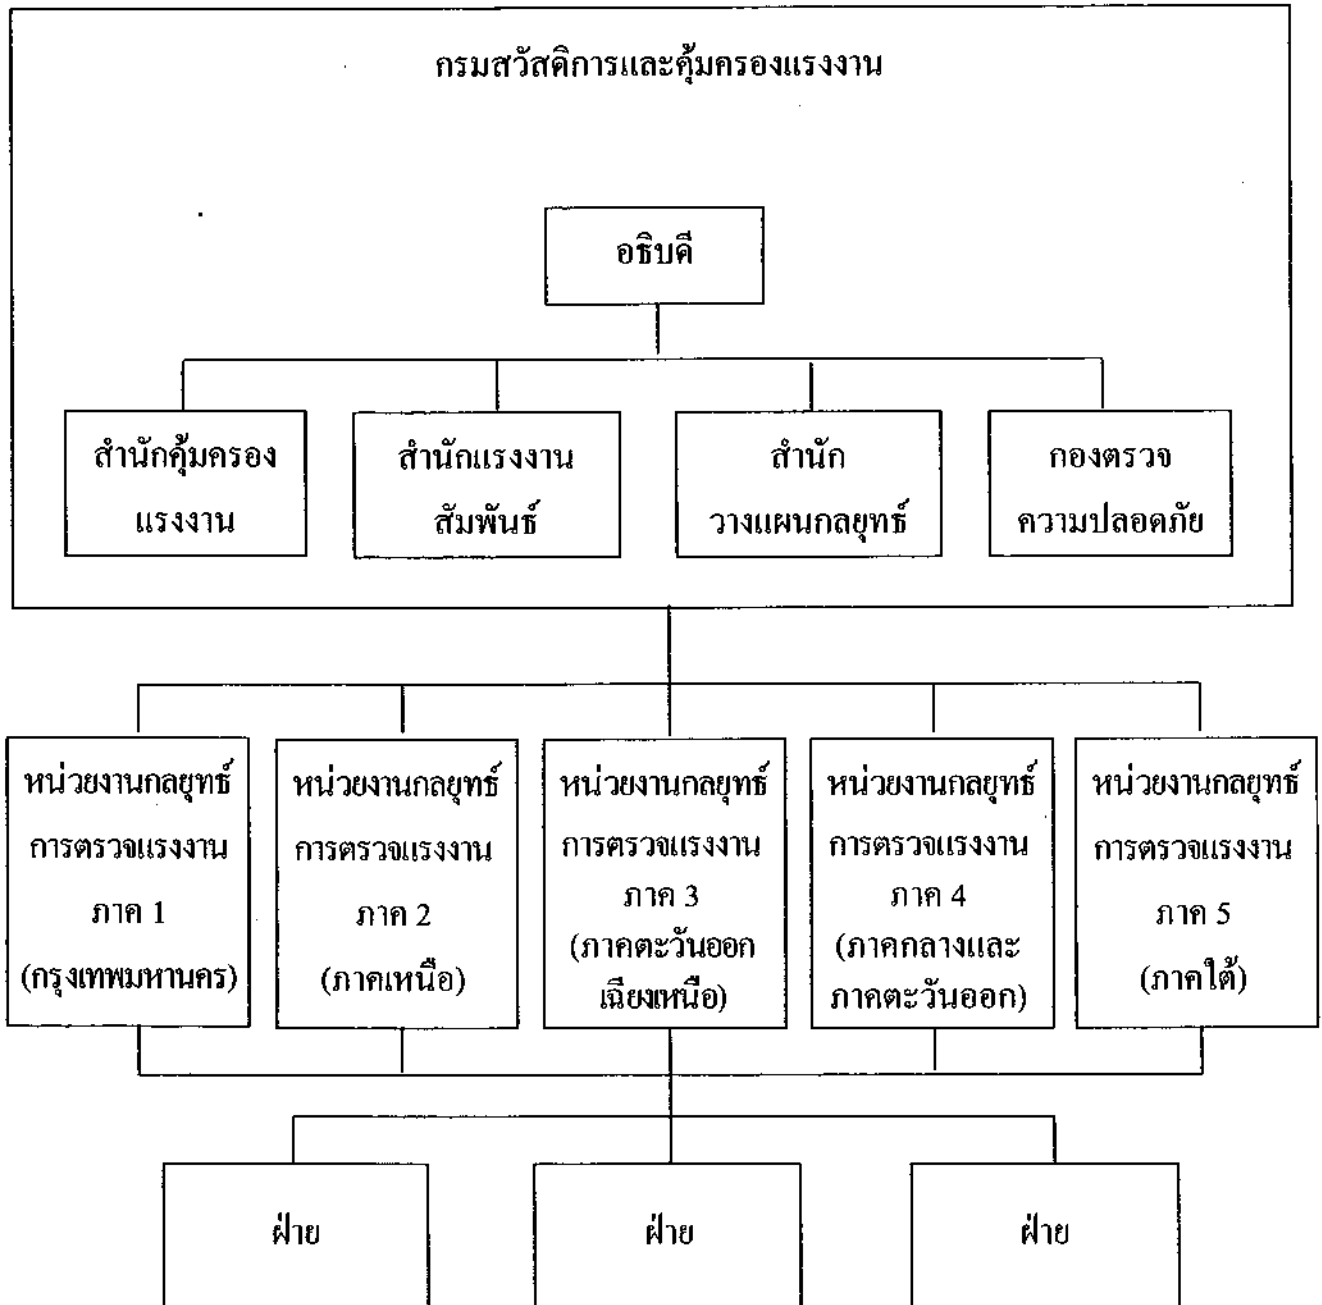 กรมสวัสดิการและคุ้มครองแรงงาน
อธิบดี
สำนักคุ้มครอง
แรงงาน
สำนักแรงงาน
สัมพันธ์
สำนัก
วางแผนกลยุทธ์
กองตรวจ
ความปลอดภัย
หน่วยงานกลยุทธ์
การตรวจแรงงาน
ภาค 1
(กรุงเทพมหานคร)
หน่วยงานกลยุทธ์
การตรวจแรงงาน
ภาค 2
(ภาคเหนือ)
หน่วยงานกลยุทธ์
การตรวจแรงงาน
ภาค 3
(ภาคตะวันออก
เฉียงเหนือ)
หน่วยงานกลยุทธ์
การตรวจแรงงาน
ภาค 4
(ภาคกลางและ
ภาคตะวันออก)
หน่วยงานกลยุทธ์
การตรวจแรงงาน
ภาค 5
(ภาคใต้)
ฝ่าย
ฝ่าย
ฝ่าย